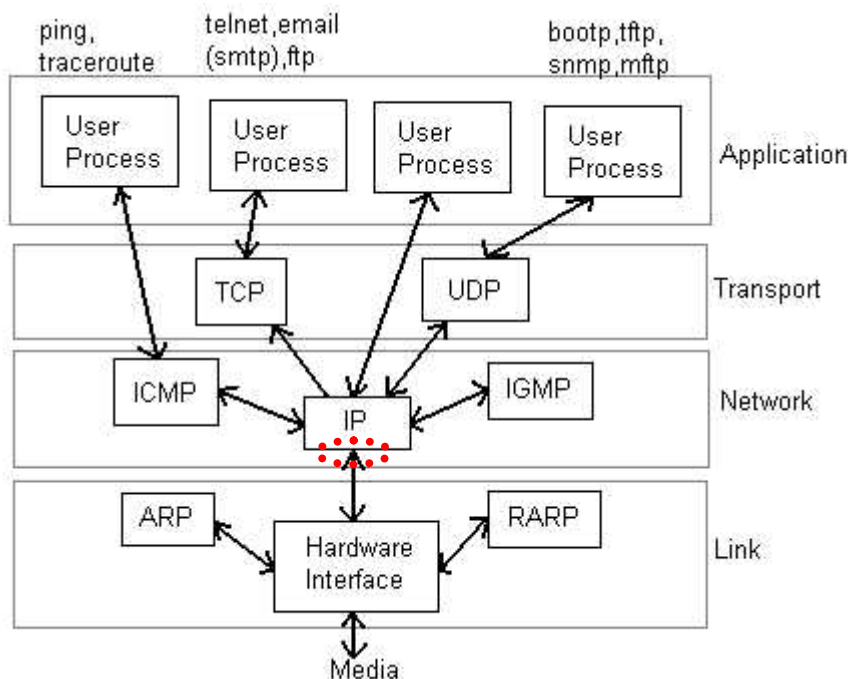 ping,
traceroute
telnet,email
(smtp),ftp
bootp,tftp,
snmp,mftp
User
Process
User
Process
User
Process
User
Process
Application
TCP
UDP
Transport
ICMP
IP
IGMP
Network
ARP
Hardware
Interface
RARP
Link
Media